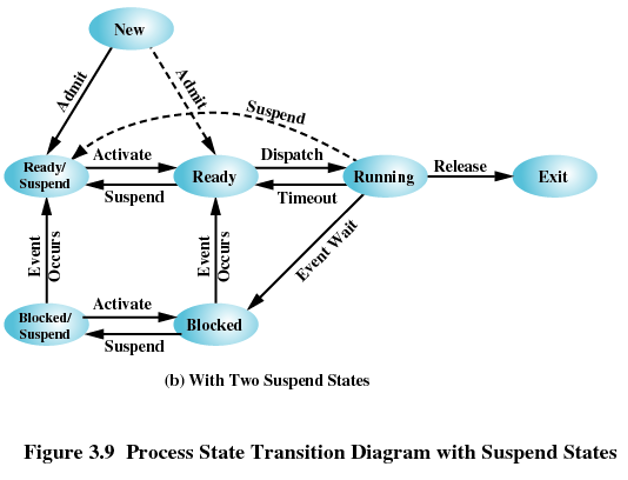 New
Admit
Admit
Suspend
Ready/
Suspend
Activate
Suspend
Ready
Dispatch
Timeout
Running
Release
Exit
Event
Occurs
Event
Occurs
Event Wait
Blocked/
Suspend
Activate
Suspend
Blocked
(b) With Two Suspend States
Figure 3.9 Process State Transition Diagram with Suspend States